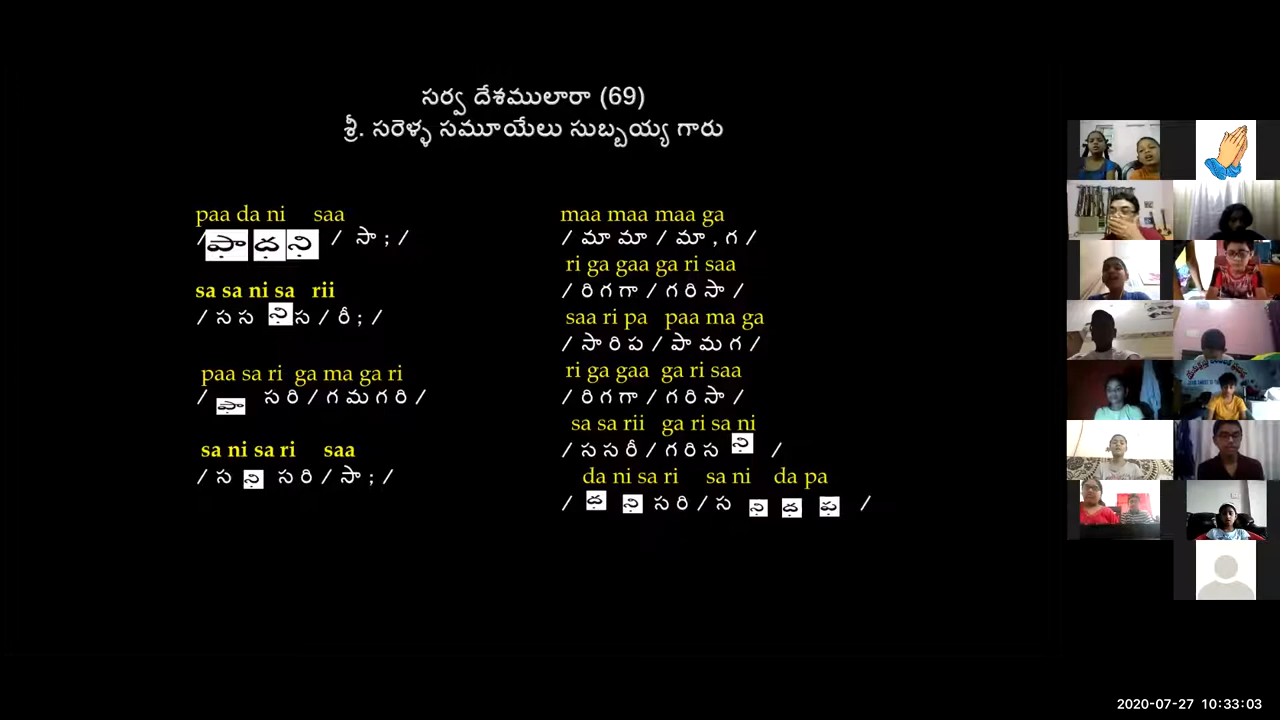 సర్వ దేశములారా (69)
శ్రీ. సరెళ్ళ సమూయేలు సుబ్బయ్య గారు
paa da ni saa
/ పా ద ని / సా ; /
sa sa ni sa rii
/ స స ని స / రీ ; /
paa sa ri ga ma ga ri
/ పా స రి / గ మ గ రి /
sa ni sa ri saa
/ స ని స రి / సా ; /
maa maa maa ga
/ మా మా / మా , గ /
ri ga gaa ga ri saa
/ రి గ గా / గ రి సా /
saa ri pa paa ma ga
/ సా రి ప / పా మ గ /
ri ga gaa ga ri saa
/ రి గ గా / గ రి సా /
sa sa rii ga ri sa ni
/ స స రీ / గ రి స ని /
da ni sa ri sa ni da pa
/ ద ని స రి / స ని ద ప /
2020-07-27 10:33:03